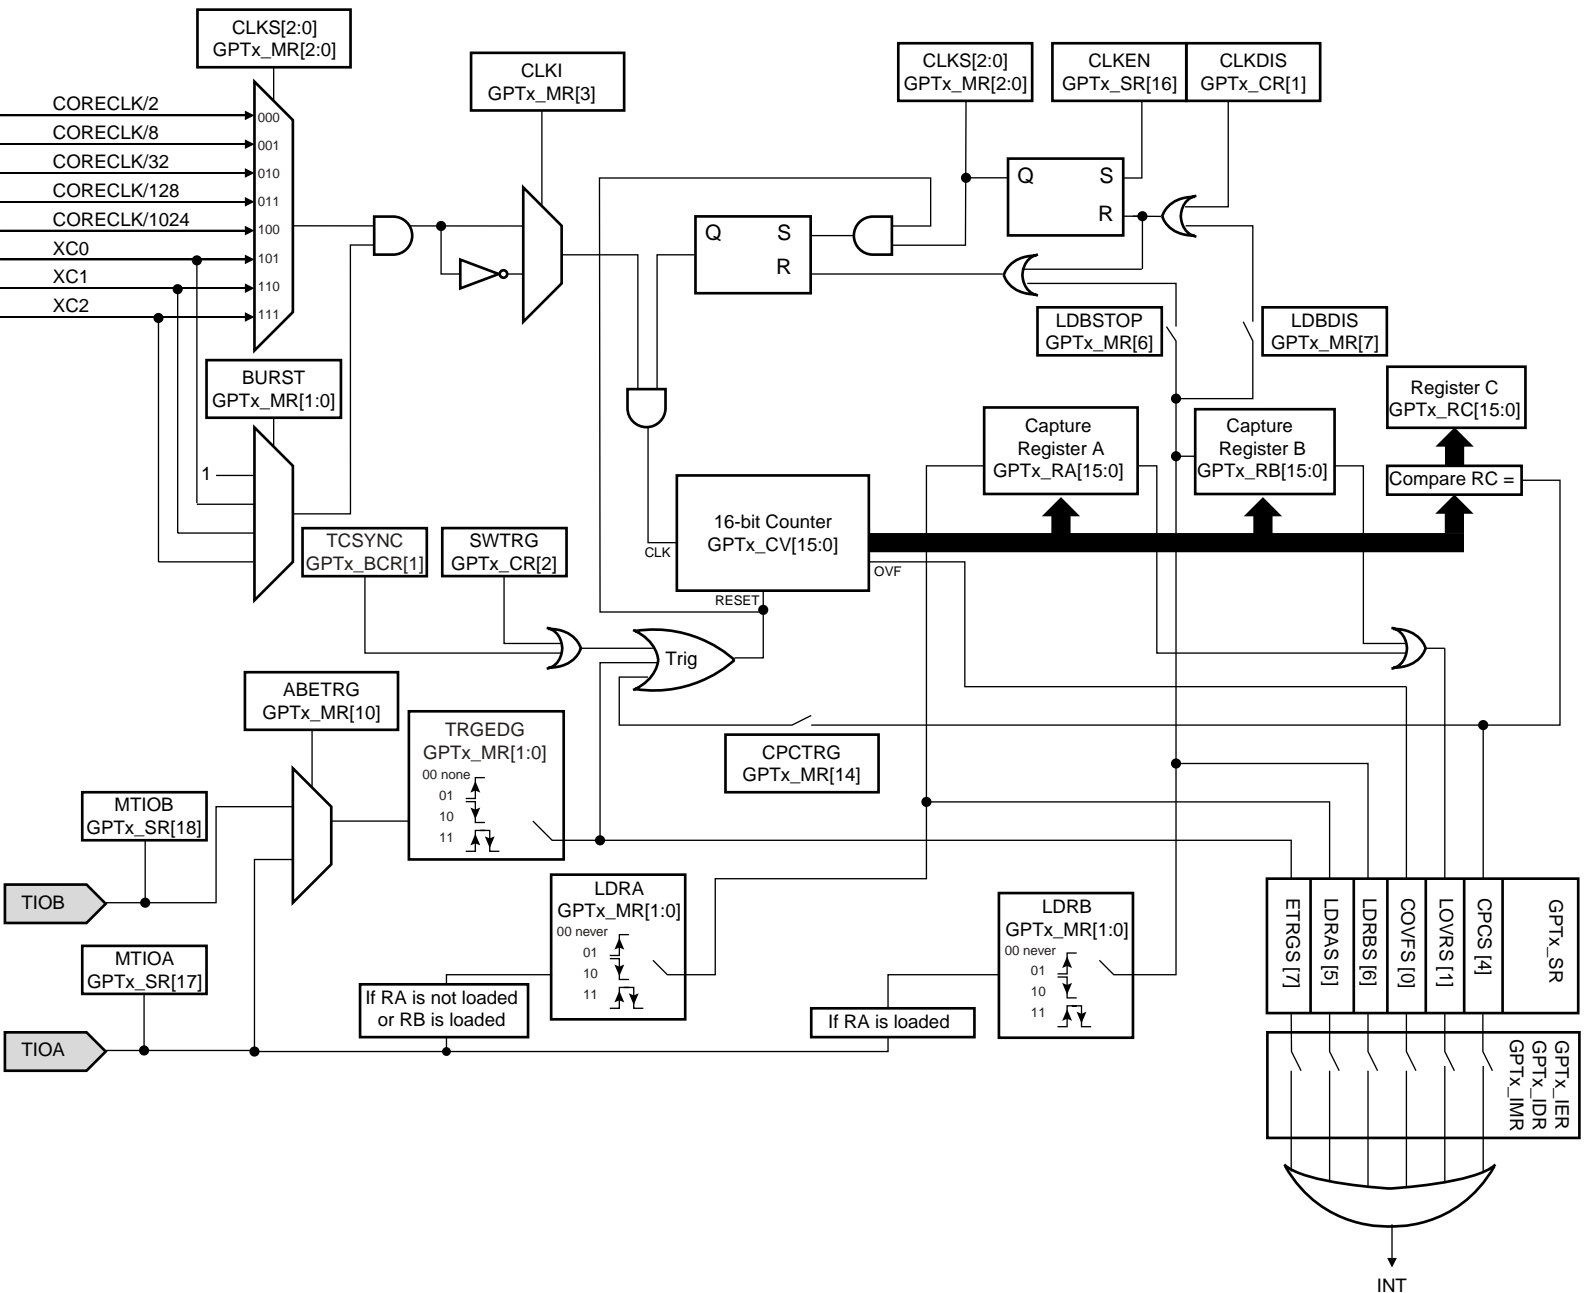 CLKS[2:0]
GPTx_MR[2:0]
CLKI
GPTx_MR[3]
CLKS[2:0]
GPTx_MR[2:0]
CLKEN
GPTx_SR[16]
CLKDIS
GPTx_CR[1]
CORECLK/2
000
CORECLK/8
001
CORECLK/32
010
CORECLK/128
011
CORECLK/1024
100
XC0
101
XC1
110
XC2
111
Q
S
R
Q
S
R
LDBSTOP
GPTx_MR[6]
LDBDIS
GPTx_MR[7]
BURST
GPTx_MR[1:0]
1
Capture
Register A
GPTx_RA[15:0]
Capture
Register B
GPTx_RB[15:0]
Register C
GPTx_RC[15:0]
Compare RC =
TCSYNC
GPTx_BCR[1]
SWTRG
GPTx_CR[2]
16-bit Counter
GPTx_CV[15:0]
CLK
OVF
RESET
Trig
ABETRG
GPTx_MR[10]
TRGEDG
GPTx_MR[1:0]
00 none
01
10
11
CPCTRG
GPTx_MR[14]
MTIOB
GPTx_SR[18]
TIOB
MTIOA
GPTx_SR[17]
TIOA
If RA is not loaded
or RB is loaded
LDRA
GPTx_MR[1:0]
00 never
01
10
11
If RA is loaded
LDRB
GPTx_MR[1:0]
00 never
01
10
11
ETRGS [7]
LDRAS [5]
LDRBS [6]
COVFS [0]
LOVRS [1]
CPCS [4]
GPTx_SR
GPTx_IER
GPTx_IDR
GPTx_IMR
INT